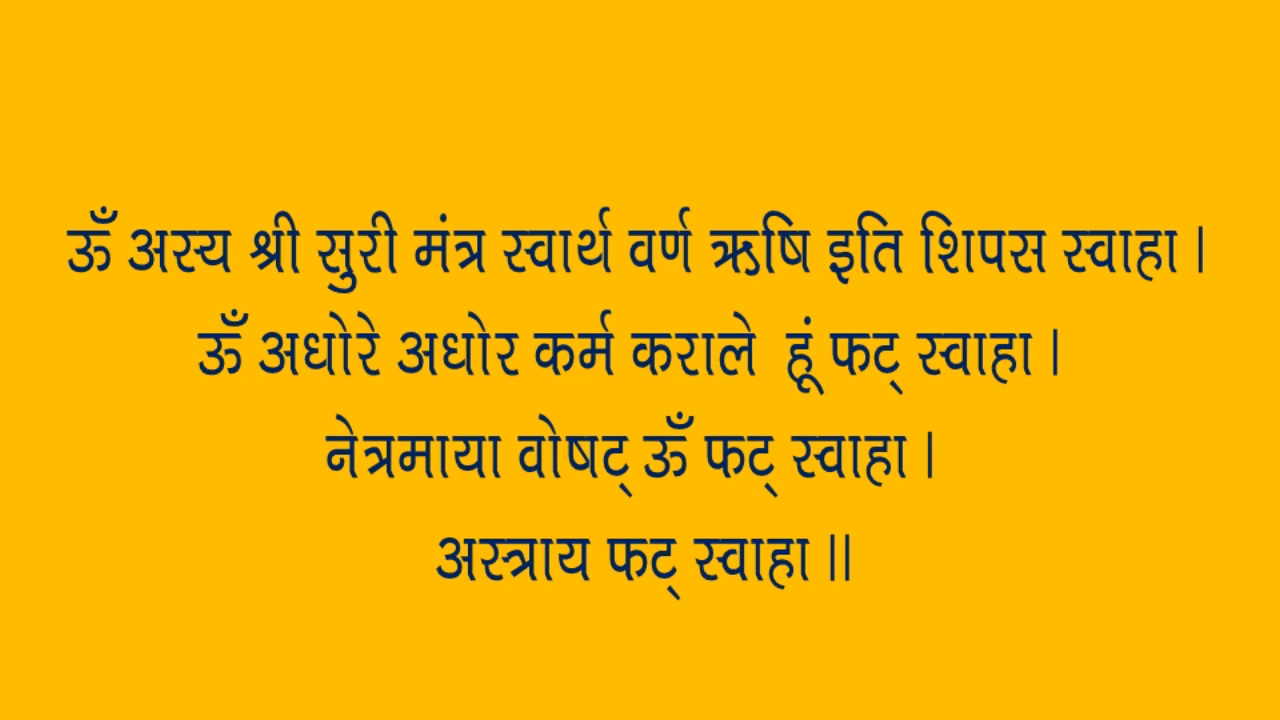 ऊँ अस्य श्री सुरी मंत्र स्वार्थ वर्ण ऋषि इति शिपस स्वाहा |
ऊँ अधोरे अधोर कर्म कराले हूं फट् स्वाहा |
नेत्रमाया वोषट् ऊँ फट् स्वाहा |
अस्त्राय फट् स्वाहा ||